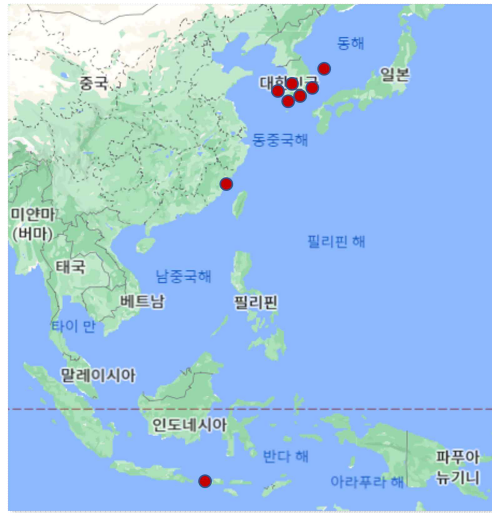 동해
중국
대한민국
일본
동중국해
미얀마
(버마)
필리핀 해
태국
남중국해
베트남
필리핀
타이 만
말레이시아
인도네시아
반다 해
파푸아
뉴기니
아라푸라 해